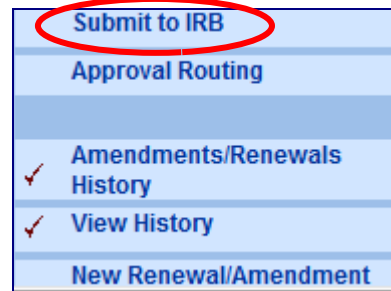 Submit to IRB
Approval Routing
Amendments/Renewals
History
View History
New Renewal/Amendment